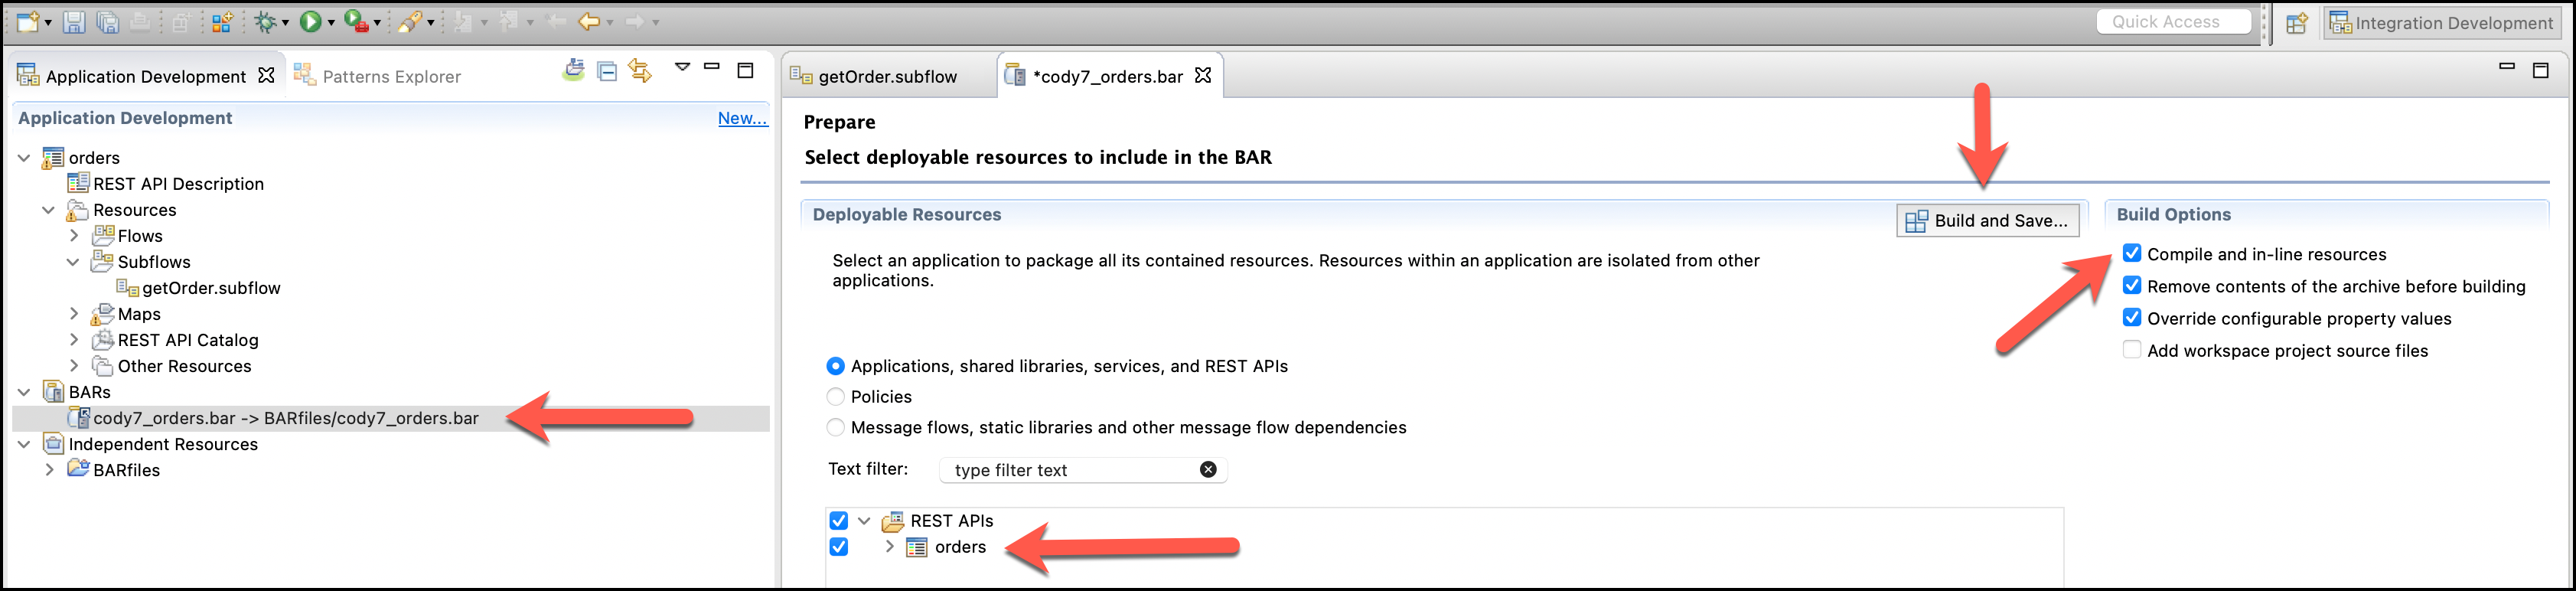 Quick Access
Integration Development
Application Development
Patterns Explorer
Application Development
New...
orders
REST API Description
Resources
Flows
Subflows
getOrder.subflow
Maps
REST API Catalog
Other Resources
BARs
cody7_orders.bar -> BARfiles/cody7_orders.bar
Independent Resources
BARfiles
getOrder.subflow
*cody7_orders.bar
Prepare
Select deployable resources to include in the BAR
Deployable Resources
Build and Save...
Select an application to package all its contained resources. Resources within an application are isolated from other
applications.
Applications, shared libraries, services, and REST APIs
Policies
Message flows, static libraries and other message flow dependencies
Text filter:
type filter text
REST APIs
orders
Build Options
Compile and in-line resources
Remove contents of the archive before building
Override configurable property values
Add workspace project source files